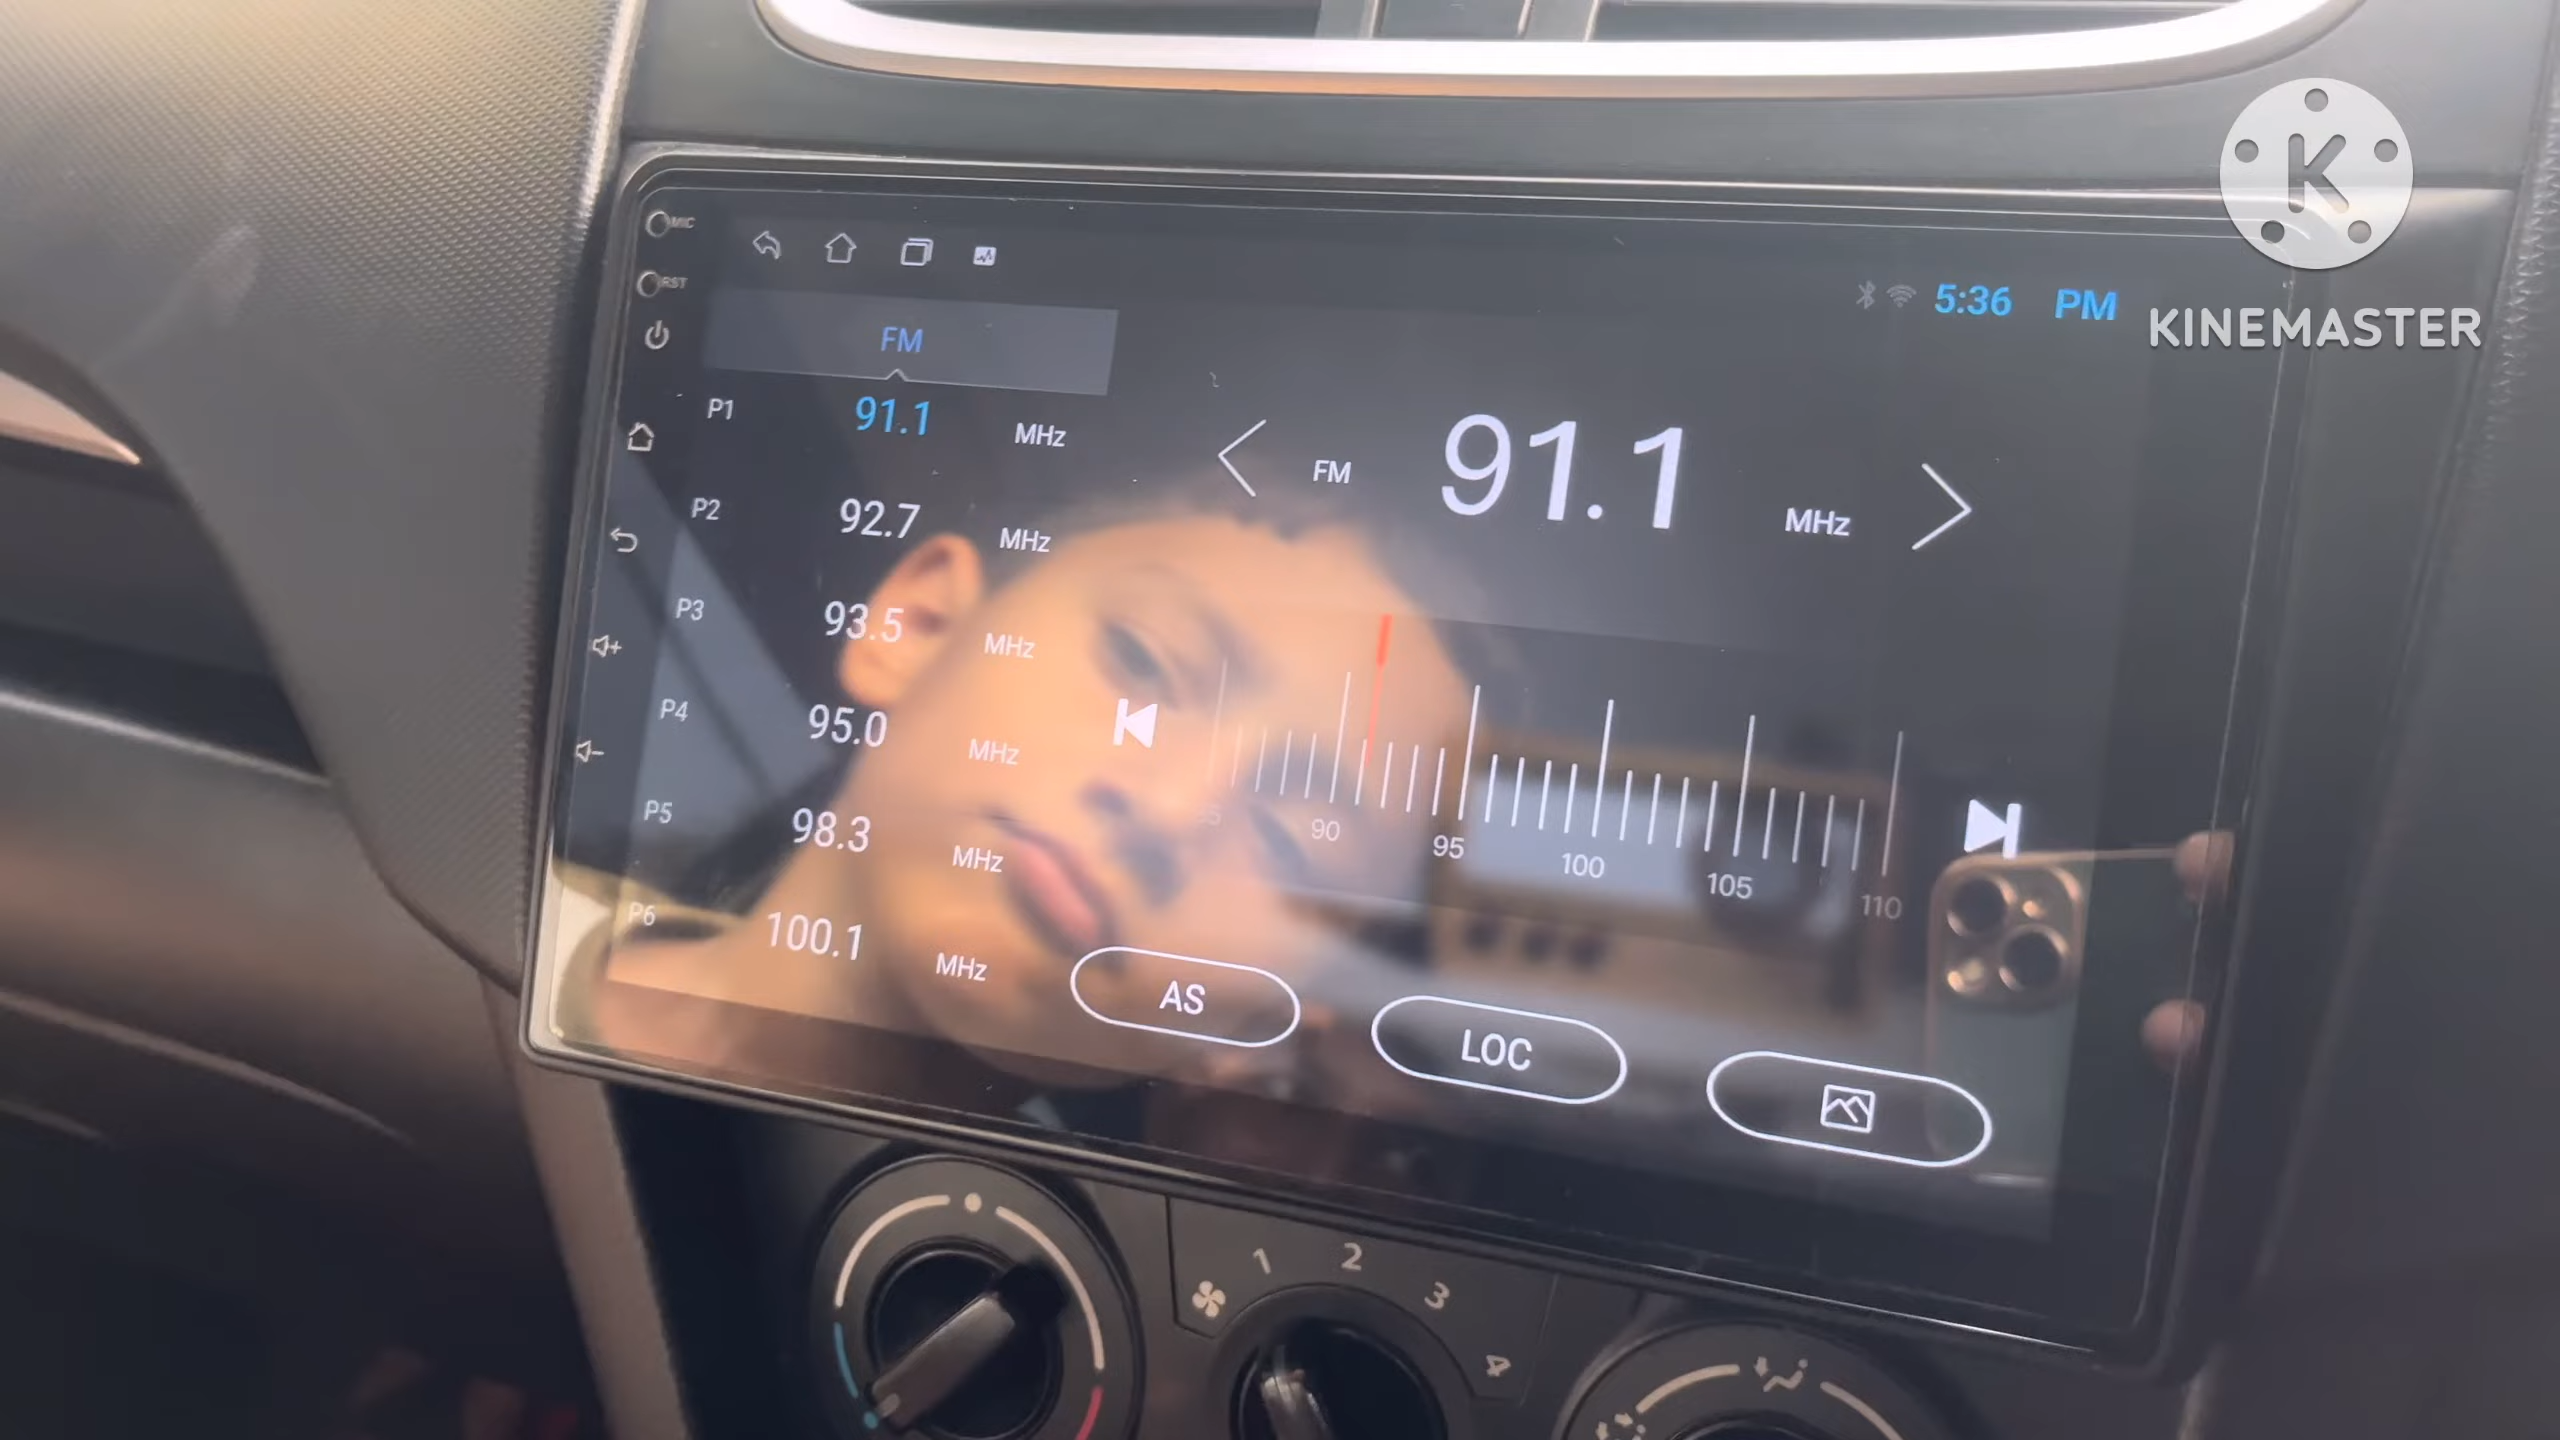 MIC
RST
5:36 PM
KINEMASTER
FM
P1 91.1 MHz
P2 92.7 MHz
P3 93.5 MHz
P4 95.0 MHz
P5 98.3 MHz
P6 100.1 MHz
FM 91.1 MHz
90 95 100 105 110
AS
LOC
1 2 3 4
K